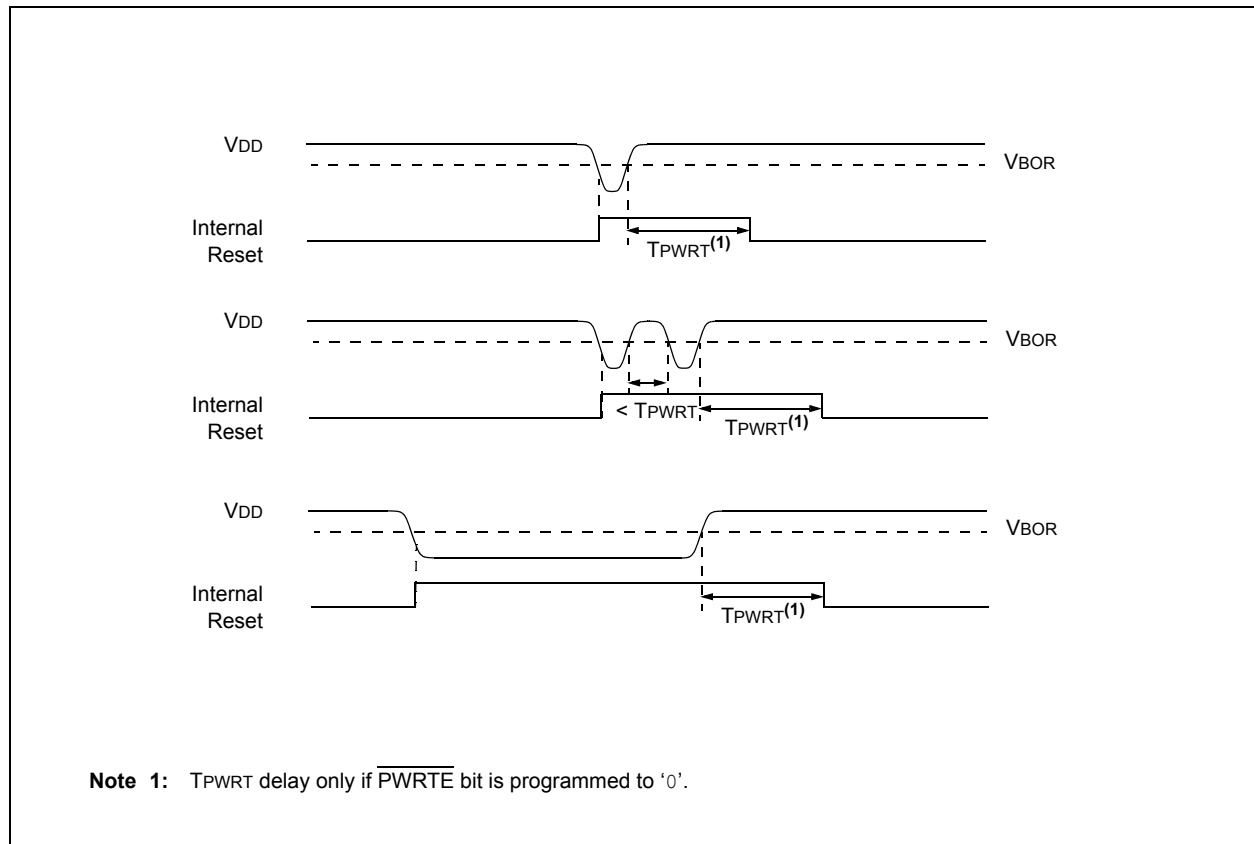 VDD
VBOR
Internal
Reset
TPWRT(1)
VDD
VBOR
Internal
Reset
< TPWRT
TPWRT(1)
VDD
VBOR
Internal
Reset
TPWRT(1)
Note 1: TPWRT delay only if PWRTE bit is programmed to ‘0’.